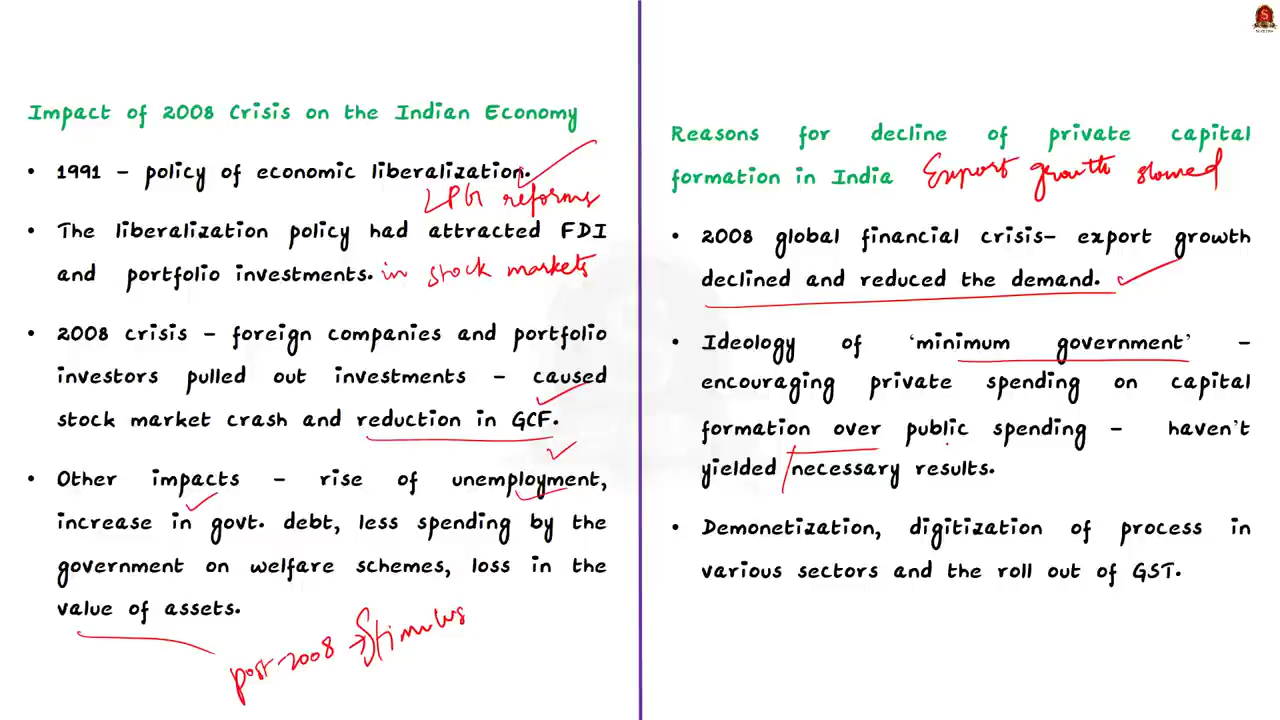 Impact of 2008 Crisis on the Indian Economy
• 1991 – policy of economic liberalization.
LPG reforms
• The liberalization policy had attracted FDI
and portfolio investments. in stock markets
• 2008 crisis – foreign companies and portfolio
investors pulled out investments – caused
stock market crash and reduction in GCF.
• Other impacts – rise of unemployment,
increase in govt. debt, less spending by the
government on welfare schemes, loss in the
value of assets.
post-2008 → Stimulus
Reasons for decline of private capital
formation in India Export growth slowed
• 2008 global financial crisis– export growth
declined and reduced the demand.
• Ideology of ‘minimum government’ –
encouraging private spending on capital
formation over public spending – haven't
yielded necessary results.
• Demonetization, digitization of process in
various sectors and the roll out of GST.